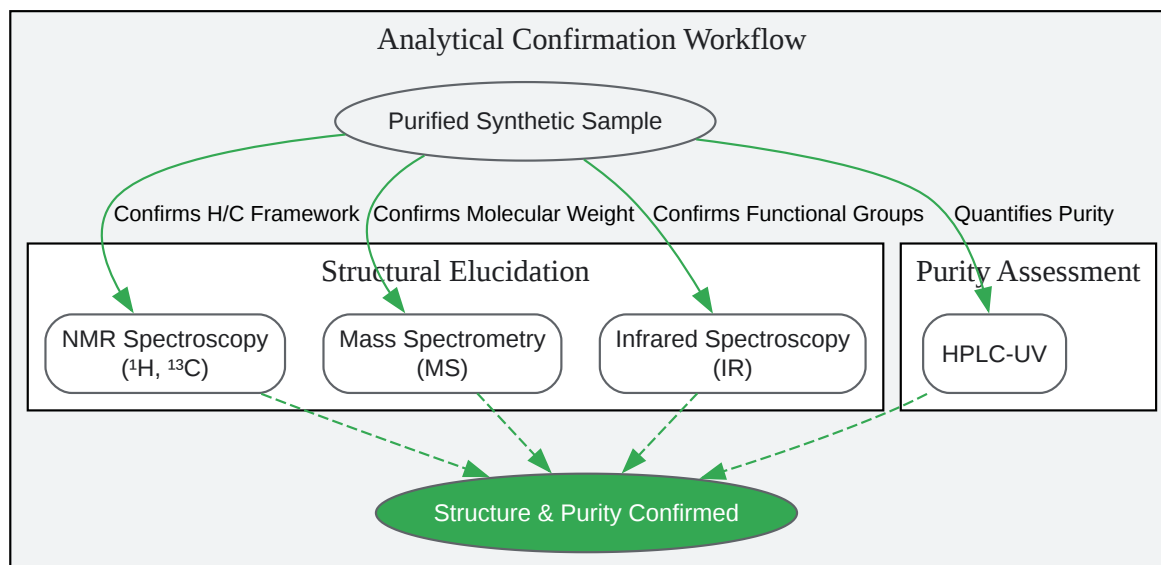 Analytical Confirmation Workflow
Purified Synthetic Sample
Confirms H/C Framework
Confirms Molecular Weight
Confirms Functional Groups
Quantifies Purity
Structural Elucidation
Purity Assessment
NMR Spectroscopy
(¹H, ¹³C)
Mass Spectrometry
(MS)
Infrared Spectroscopy
(IR)
HPLC-UV
Structure & Purity Confirmed